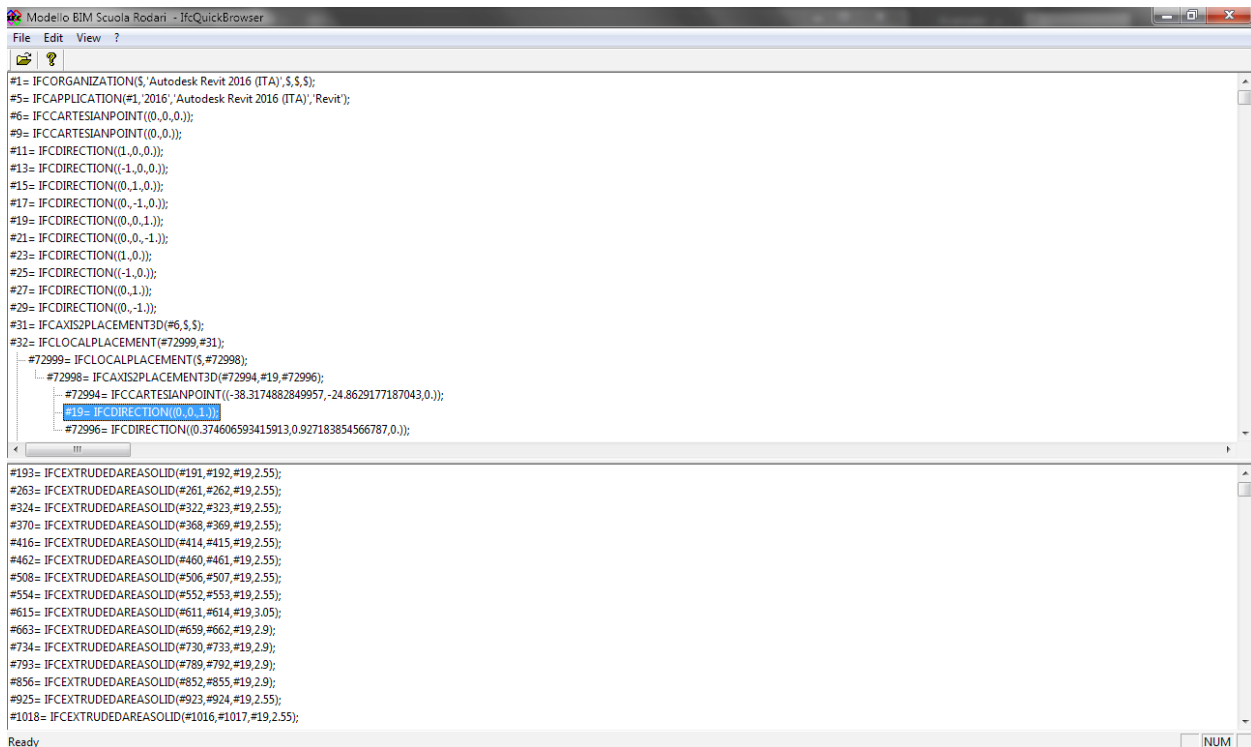 Modello BIM Scuola Rodari - IfcQuickBrowser
File Edit View ?
#1= IFCORGANIZATION($,'Autodesk Revit 2016 (ITA)',$,$,$);
#5= IFCAPPLICATION(#1,'2016','Autodesk Revit 2016 (ITA)','Revit');
#6= IFCCARTESIANPOINT((0.,0.,0.));
#9= IFCCARTESIANPOINT((0.,0.));
#11= IFCDIRECTION((1.,0.,0.));
#13= IFCDIRECTION((-1.,0.,0.));
#15= IFCDIRECTION((0.,1.,0.));
#17= IFCDIRECTION((0.,-1.,0.));
#19= IFCDIRECTION((0.,0.,1.));
#21= IFCDIRECTION((0.,0.,-1.));
#23= IFCDIRECTION((1.,0.));
#25= IFCDIRECTION((-1.,0.));
#27= IFCDIRECTION((0.,1.));
#29= IFCDIRECTION((0.,-1.));
#31= IFCAXIS2PLACEMENT3D(#6,$,$);
#32= IFCLOCALPLACEMENT(#72999,#31);
#72999= IFCLOCALPLACEMENT($,#72998);
#72998= IFCAXIS2PLACEMENT3D(#72994,#19,#72996);
#72994= IFCCARTESIANPOINT((-38.3174882849957,-24.8629177187043,0.));
#19= IFCDIRECTION((0.,0.,1.));
#72996= IFCDIRECTION((0.374606593415913,0.927183854566787,0.));
#193= IFCEXTRUDEDAREASOLID(#191,#192,#19,2.55);
#263= IFCEXTRUDEDAREASOLID(#261,#262,#19,2.55);
#324= IFCEXTRUDEDAREASOLID(#322,#323,#19,2.55);
#370= IFCEXTRUDEDAREASOLID(#368,#369,#19,2.55);
#416= IFCEXTRUDEDAREASOLID(#414,#415,#19,2.55);
#462= IFCEXTRUDEDAREASOLID(#460,#461,#19,2.55);
#508= IFCEXTRUDEDAREASOLID(#506,#507,#19,2.55);
#554= IFCEXTRUDEDAREASOLID(#552,#553,#19,2.55);
#615= IFCEXTRUDEDAREASOLID(#611,#614,#19,3.05);
#663= IFCEXTRUDEDAREASOLID(#659,#662,#19,2.9);
#734= IFCEXTRUDEDAREASOLID(#730,#733,#19,2.9);
#793= IFCEXTRUDEDAREASOLID(#789,#792,#19,2.9);
#856= IFCEXTRUDEDAREASOLID(#852,#855,#19,2.9);
#925= IFCEXTRUDEDAREASOLID(#923,#924,#19,2.55);
#1018= IFCEXTRUDEDAREASOLID(#1016,#1017,#19,2.55);
Ready NUM